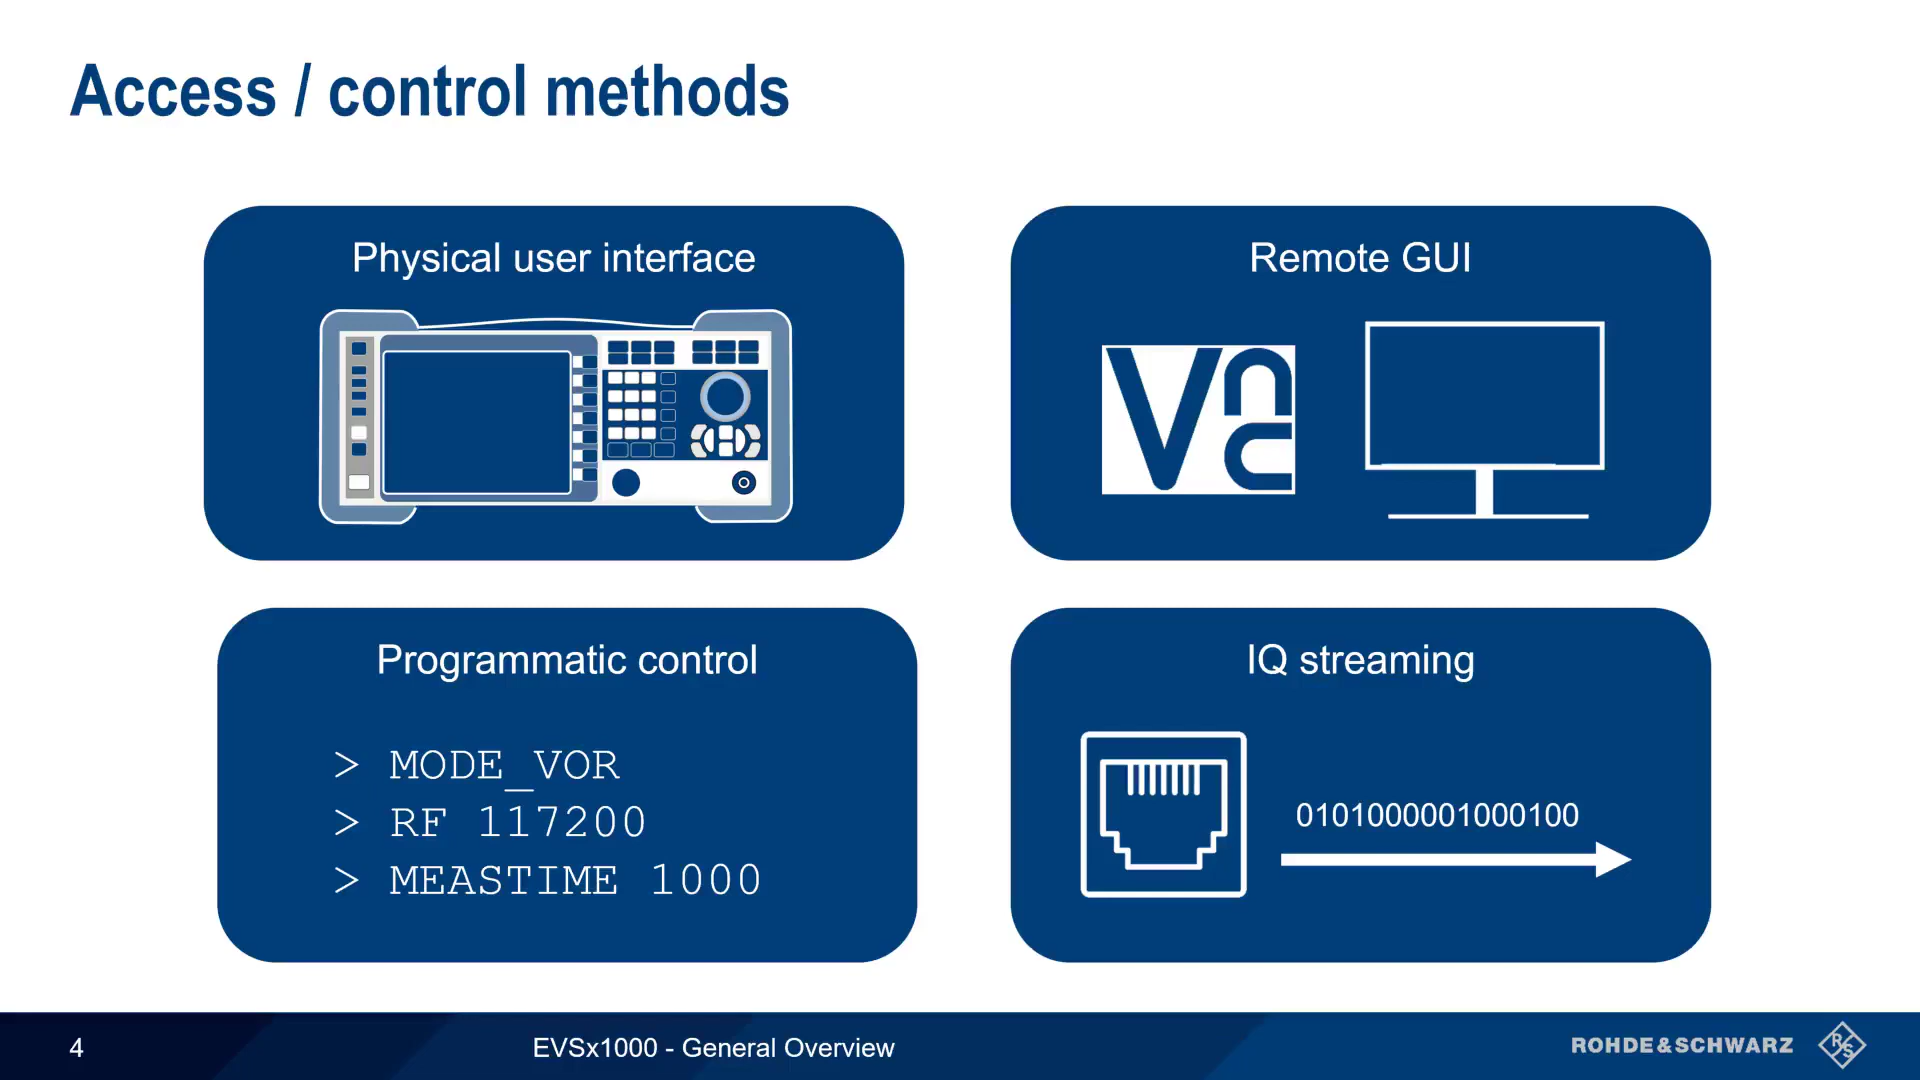 Access / control methods
Physical user interface
Remote GUI
Vnc
Programmatic control
> MODE_VOR
> RF 117200
> MEASTIME 1000
IQ streaming
0101000001000100
4
EVSx1000 - General Overview
ROHDE&SCHWARZ
R&S